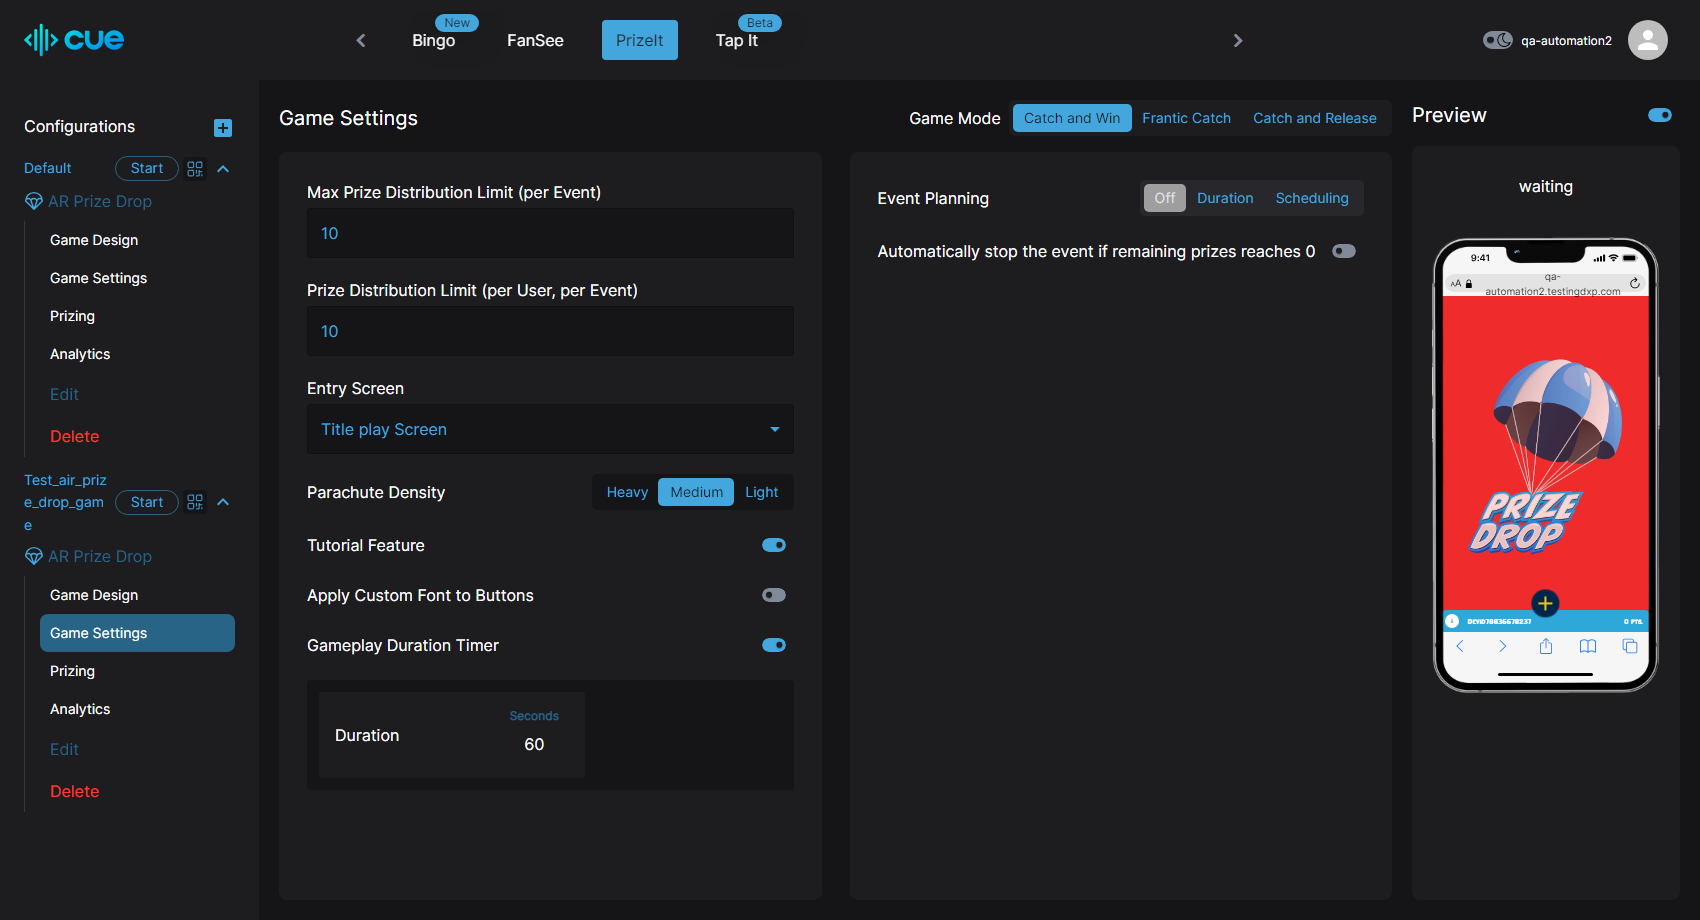 cue
New
Bingo
FanSee
PrizeIt
Beta
Tap It
qa-automation2
Configurations
Default
Start
AR Prize Drop
Game Design
Game Settings
Prizing
Analytics
Edit
Delete
Test_air_priz
e_drop_gam
e
Start
AR Prize Drop
Game Design
Game Settings
Prizing
Analytics
Edit
Delete
Game Settings
Game Mode
Catch and Win
Frantic Catch
Catch and Release
Max Prize Distribution Limit (per Event)
10
Prize Distribution Limit (per User, per Event)
10
Entry Screen
Title play Screen
Parachute Density
Heavy
Medium
Light
Tutorial Feature
Apply Custom Font to Buttons
Gameplay Duration Timer
Duration
Seconds
60
Event Planning
Off
Duration
Scheduling
Automatically stop the event if remaining prizes reaches 0
Preview
waiting
9:41
AA
qa-
automation2.testingdxp.com
PRIZE
DROP
0 PTS.